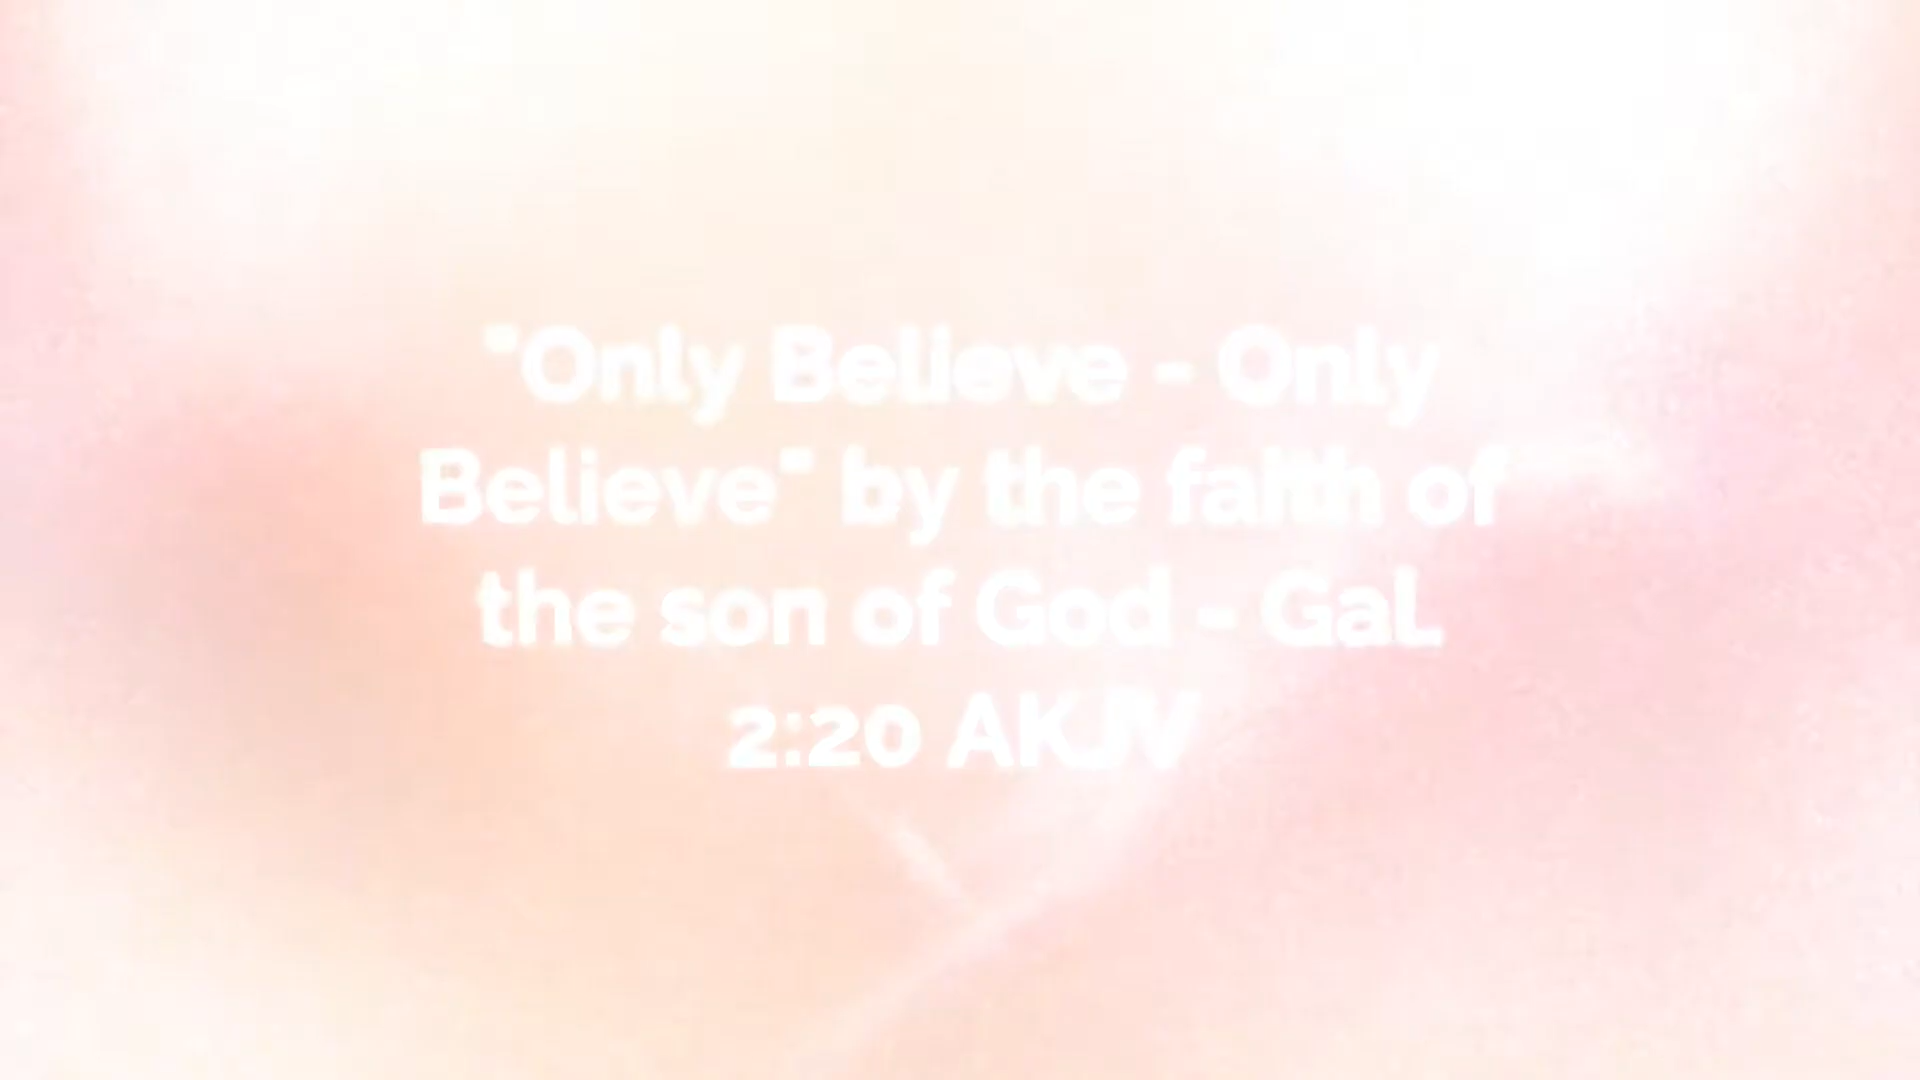 "Only Believe - Only
Believe" by the faith of
the son of God - Gal.
2:20 AKJV